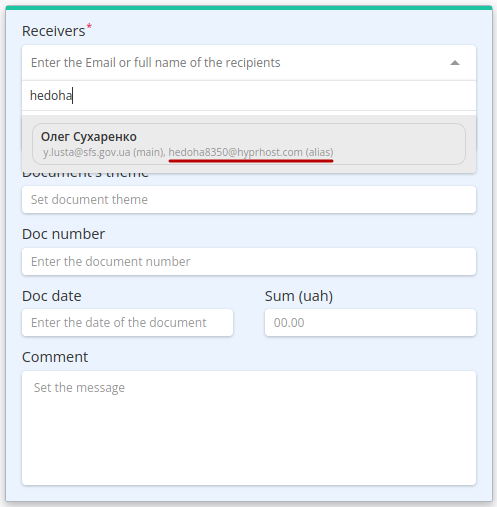 Receivers*
Enter the Email or full name of the recipients
hedoha
Олег Сухаренко
y.lusta@sfs.gov.ua (main), hedoha8350@hyprhost.com (alias)
Document's theme
Set document theme
Doc number
Enter the document number
Doc date Sum (uah)
Enter the date of the document 00.00
Comment
Set the message